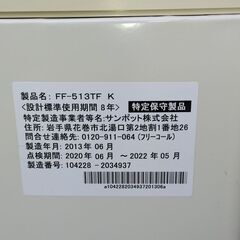 製品名: FF-513TF K
<設計標準使用期間 8年> 特定保守製品
特定製造事業者等名: サンポット株式会社
住所: 岩手県花巻市北湯口第2地割1番地26
問合せ連絡先: 0120-911-064 (フリーコール)
製造年月: 2013年 06月
点検期間: 2020年 06月 ~ 2022年 05月
製造番号: 104228-2034937
a1042282034937201306a